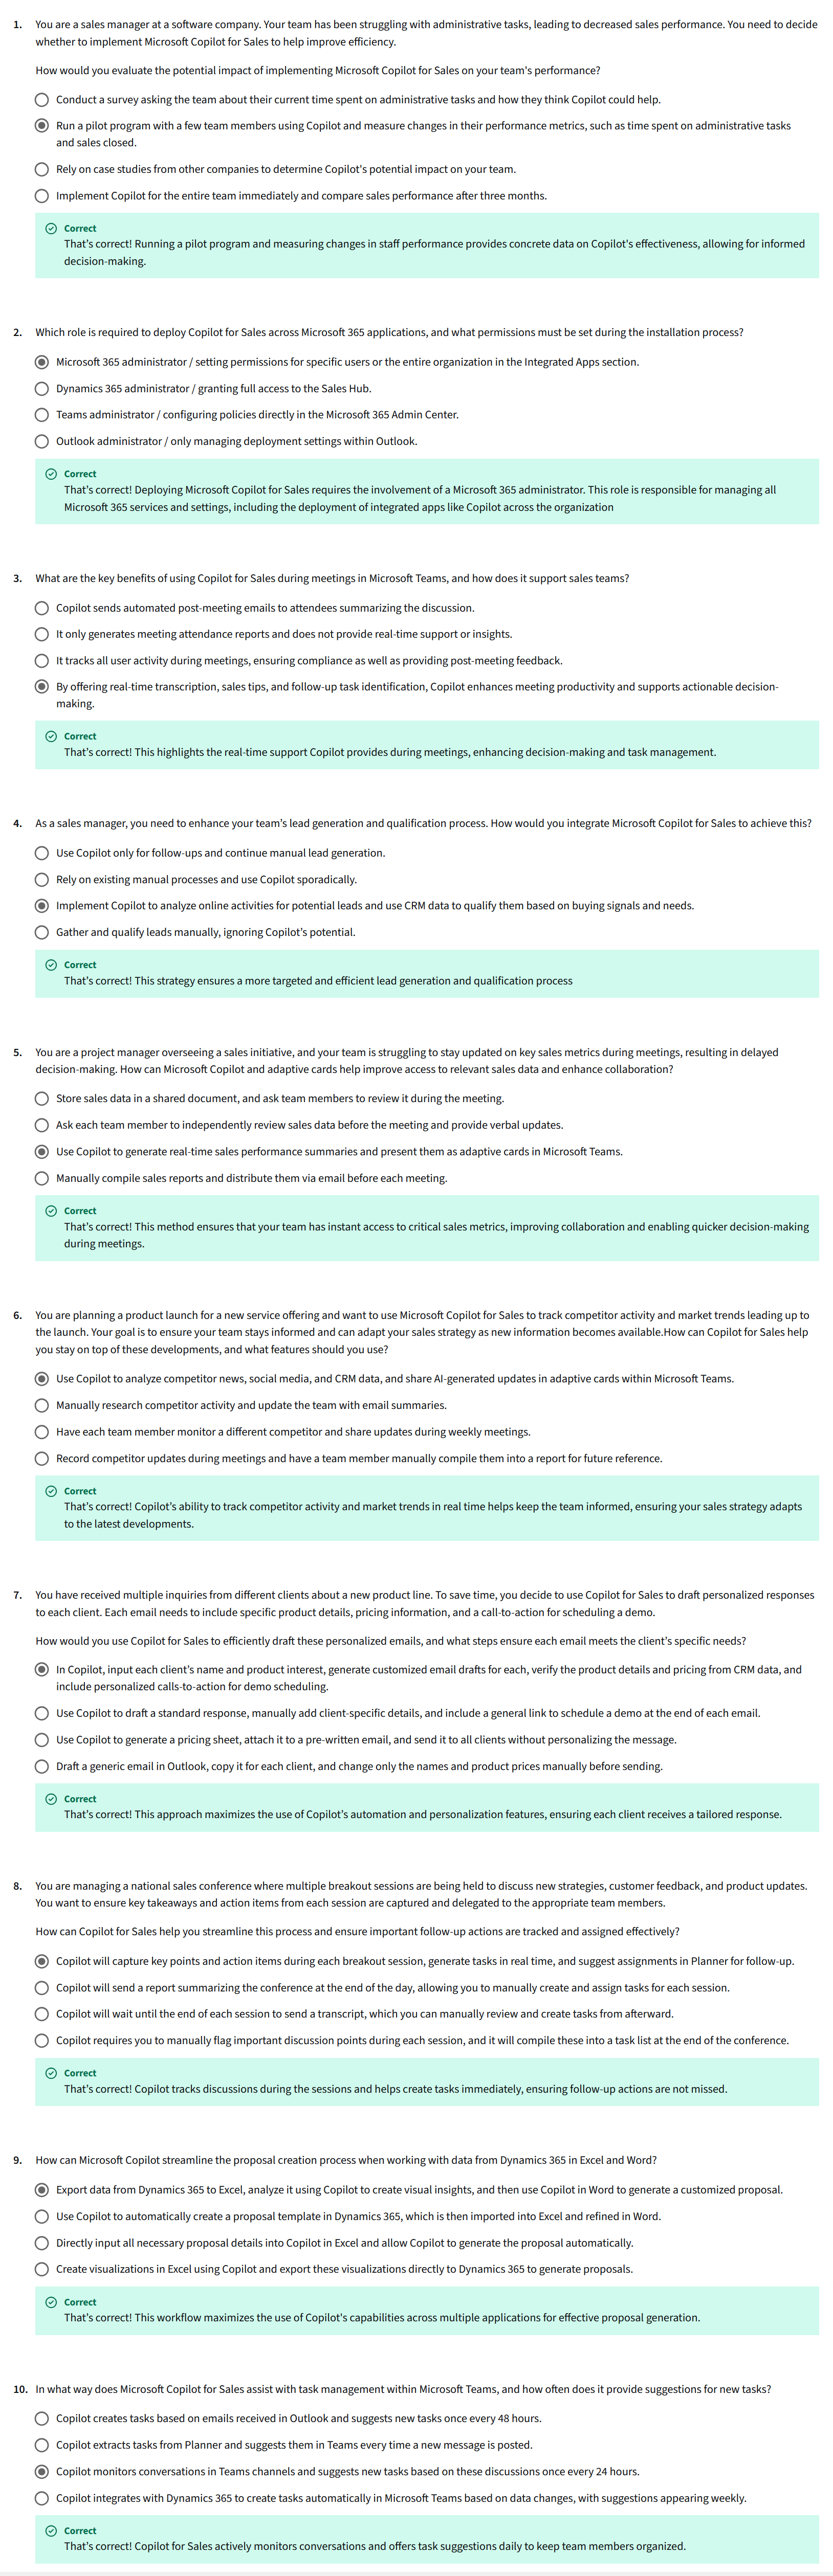 1. You are a sales manager at a software company. Your team has been struggling with administrative tasks, leading to decreased sales performance. You need to decide
whether to implement Microsoft Copilot for Sales to help improve efficiency.
How would you evaluate the potential impact of implementing Microsoft Copilot for Sales on your team's performance?
Conduct a survey asking the team about their current time spent on administrative tasks and how they think Copilot could help.
Run a pilot program with a few team members using Copilot and measure changes in their performance metrics, such as time spent on administrative tasks
and sales closed.
Rely on case studies from other companies to determine Copilot's potential impact on your team.
Implement Copilot for the entire team immediately and compare sales performance after three months.
Correct
That's correct! Running a pilot program and measuring changes in staff performance provides concrete data on Copilot's effectiveness, allowing for informed
decision-making.
2. Which role is required to deploy Copilot for Sales across Microsoft 365 applications, and what permissions must be set during the installation process?
Microsoft 365 administrator / setting permissions for specific users or the entire organization in the Integrated Apps section.
Dynamics 365 administrator / granting full access to the Sales Hub.
Teams administrator / configuring policies directly in the Microsoft 365 Admin Center.
Outlook administrator / only managing deployment settings within Outlook.
Correct
That's correct! Deploying Microsoft Copilot for Sales requires the involvement of a Microsoft 365 administrator. This role is responsible for managing all
Microsoft 365 services and settings, including the deployment of integrated apps like Copilot across the organization
3. What are the key benefits of using Copilot for Sales during meetings in Microsoft Teams, and how does it support sales teams?
Copilot sends automated post-meeting emails to attendees summarizing the discussion.
It only generates meeting attendance reports and does not provide real-time support or insights.
It tracks all user activity during meetings, ensuring compliance as well as providing post-meeting feedback.
By offering real-time transcription, sales tips, and follow-up task identification, Copilot enhances meeting productivity and supports actionable decision-
making.
Correct
That's correct! This highlights the real-time support Copilot provides during meetings, enhancing decision-making and task management.
4. As a sales manager, you need to enhance your team's lead generation and qualification process. How would you integrate Microsoft Copilot for Sales to achieve this?
Use Copilot only for follow-ups and continue manual lead generation.
Rely on existing manual processes and use Copilot sporadically.
Implement Copilot to analyze online activities for potential leads and use CRM data to qualify them based on buying signals and needs.
Gather and qualify leads manually, ignoring Copilot's potential.
Correct
That's correct! This strategy ensures a more targeted and efficient lead generation and qualification process
5. You are a project manager overseeing a sales initiative, and your team is struggling to stay updated on key sales metrics during meetings, resulting in delayed
decision-making. How can Microsoft Copilot and adaptive cards help improve access to relevant sales data and enhance collaboration?
Store sales data in a shared document, and ask team members to review it during the meeting.
Ask each team member to independently review sales data before the meeting and provide verbal updates.
Use Copilot to generate real-time sales performance summaries and present them as adaptive cards in Microsoft Teams.
Manually compile sales reports and distribute them via email before each meeting.
Correct
That's correct! This method ensures that your team has instant access to critical sales metrics, improving collaboration and enabling quicker decision-making
during meetings.
6. You are planning a product launch for a new service offering and want to use Microsoft Copilot for Sales to track competitor activity and market trends leading up to
the launch. Your goal is to ensure your team stays informed and can adapt your sales strategy as new information becomes available.How can Copilot for Sales help
you stay on top of these developments, and what features should you use?
Use Copilot to analyze competitor news, social media, and CRM data, and share AI-generated updates in adaptive cards within Microsoft Teams.
Manually research competitor activity and update the team with email summaries.
Have each team member monitor a different competitor and share updates during weekly meetings.
Record competitor updates during meetings and have a team member manually compile them into a report for future reference.
Correct
That's correct! Copilot's ability to track competitor activity and market trends in real time helps keep the team informed, ensuring your sales strategy adapts
to the latest developments.
7. You have received multiple inquiries from different clients about a new product line. To save time, you decide to use Copilot for Sales to draft personalized responses
to each client. Each email needs to include specific product details, pricing information, and a call-to-action for scheduling a demo.
How would you use Copilot for Sales to efficiently draft these personalized emails, and what steps ensure each email meets the client's specific needs?
In Copilot, input each client's name and product interest, generate customized email drafts for each, verify the product details and pricing from CRM data, and
include personalized calls-to-action for demo scheduling.
Use Copilot to draft a standard response, manually add client-specific details, and include a general link to schedule a demo at the end of each email.
Use Copilot to generate a pricing sheet, attach it to a pre-written email, and send it to all clients without personalizing the message.
Draft a generic email in Outlook, copy it for each client, and change only the names and product prices manually before sending.
Correct
That's correct! This approach maximizes the use of Copilot's automation and personalization features, ensuring each client receives a tailored response.
8. You are managing a national sales conference where multiple breakout sessions are being held to discuss new strategies, customer feedback, and product updates.
You want to ensure key takeaways and action items from each session are captured and delegated to the appropriate team members.
How can Copilot for Sales help you streamline this process and ensure important follow-up actions are tracked and assigned effectively?
Copilot will capture key points and action items during each breakout session, generate tasks in real time, and suggest assignments in Planner for follow-up.
Copilot will send a report summarizing the conference at the end of the day, allowing you to manually create and assign tasks for each session.
Copilot will wait until the end of each session to send a transcript, which you can manually review and create tasks from afterward.
Copilot requires you to manually flag important discussion points during each session, and it will compile these into a task list at the end of the conference.
Correct
That's correct! Copilot tracks discussions during the sessions and helps create tasks immediately, ensuring follow-up actions are not missed.
9. How can Microsoft Copilot streamline the proposal creation process when working with data from Dynamics 365 in Excel and Word?
Export data from Dynamics 365 to Excel, analyze it using Copilot to create visual insights, and then use Copilot in Word to generate a customized proposal.
Use Copilot to automatically create a proposal template in Dynamics 365, which is then imported into Excel and refined in Word.
Directly input all necessary proposal details into Copilot in Excel and allow Copilot to generate the proposal automatically.
Create visualizations in Excel using Copilot and export these visualizations directly to Dynamics 365 to generate proposals.
Correct
That's correct! This workflow maximizes the use of Copilot's capabilities across multiple applications for effective proposal generation.
10. In what way does Microsoft Copilot for Sales assist with task management within Microsoft Teams, and how often does it provide suggestions for new tasks?
Copilot creates tasks based on emails received in Outlook and suggests new tasks once every 48 hours.
Copilot extracts tasks from Planner and suggests them in Teams every time a new message is posted.
Copilot monitors conversations in Teams channels and suggests new tasks based on these discussions once every 24 hours.
Copilot integrates with Dynamics 365 to create tasks automatically in Microsoft Teams based on data changes, with suggestions appearing weekly.
Correct
That's correct! Copilot for Sales actively monitors conversations and offers task suggestions daily to keep team members organized.